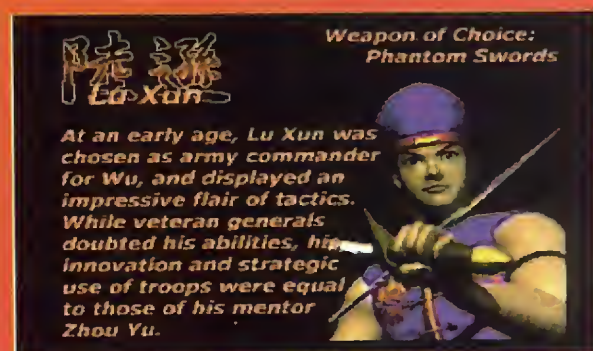 陸遜
Lu Xun
Weapon of Choice:
Phantom Swords
At an early age, Lu Xun was
chosen as army commander
for Wu, and displayed an
impressive flair of tactics.
While veteran generals
doubted his abilities, his
innovation and strategic
use of troops were equal
to those of his mentor
Zhou Yu.